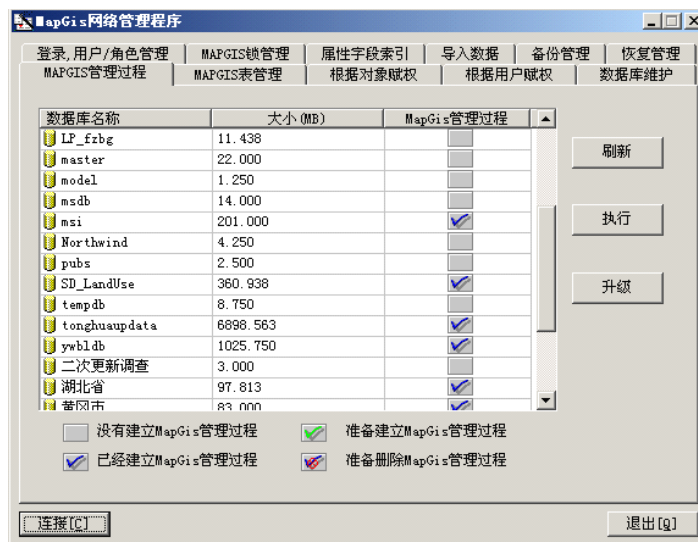 MapGis网络管理程序
登录,用户/角色管理 MAPGIS锁管理 属性字段索引 导入数据 备份管理 恢复管理
MAPGIS管理过程 MAPGIS表管理 根据对象赋权 根据用户赋权 数据库维护
数据库名称 大小(MB) MapGis管理过程
LP_fzbg 11.438
master 22.000
model 1.250
msdb 14.000
msi 201.000
Northwind 4.250
pubs 2.500
SD_LandUse 360.938
tempdb 8.750
tonghuaupdata 6898.563
ywbldb 1025.750
二次更新调查 3.000
湖北省 97.813
黄冈市 83.000
刷新
执行
升级
没有建立MapGis管理过程 准备建立MapGis管理过程
已经建立MapGis管理过程 准备删除MapGis管理过程
连接[C] 退出[Q]